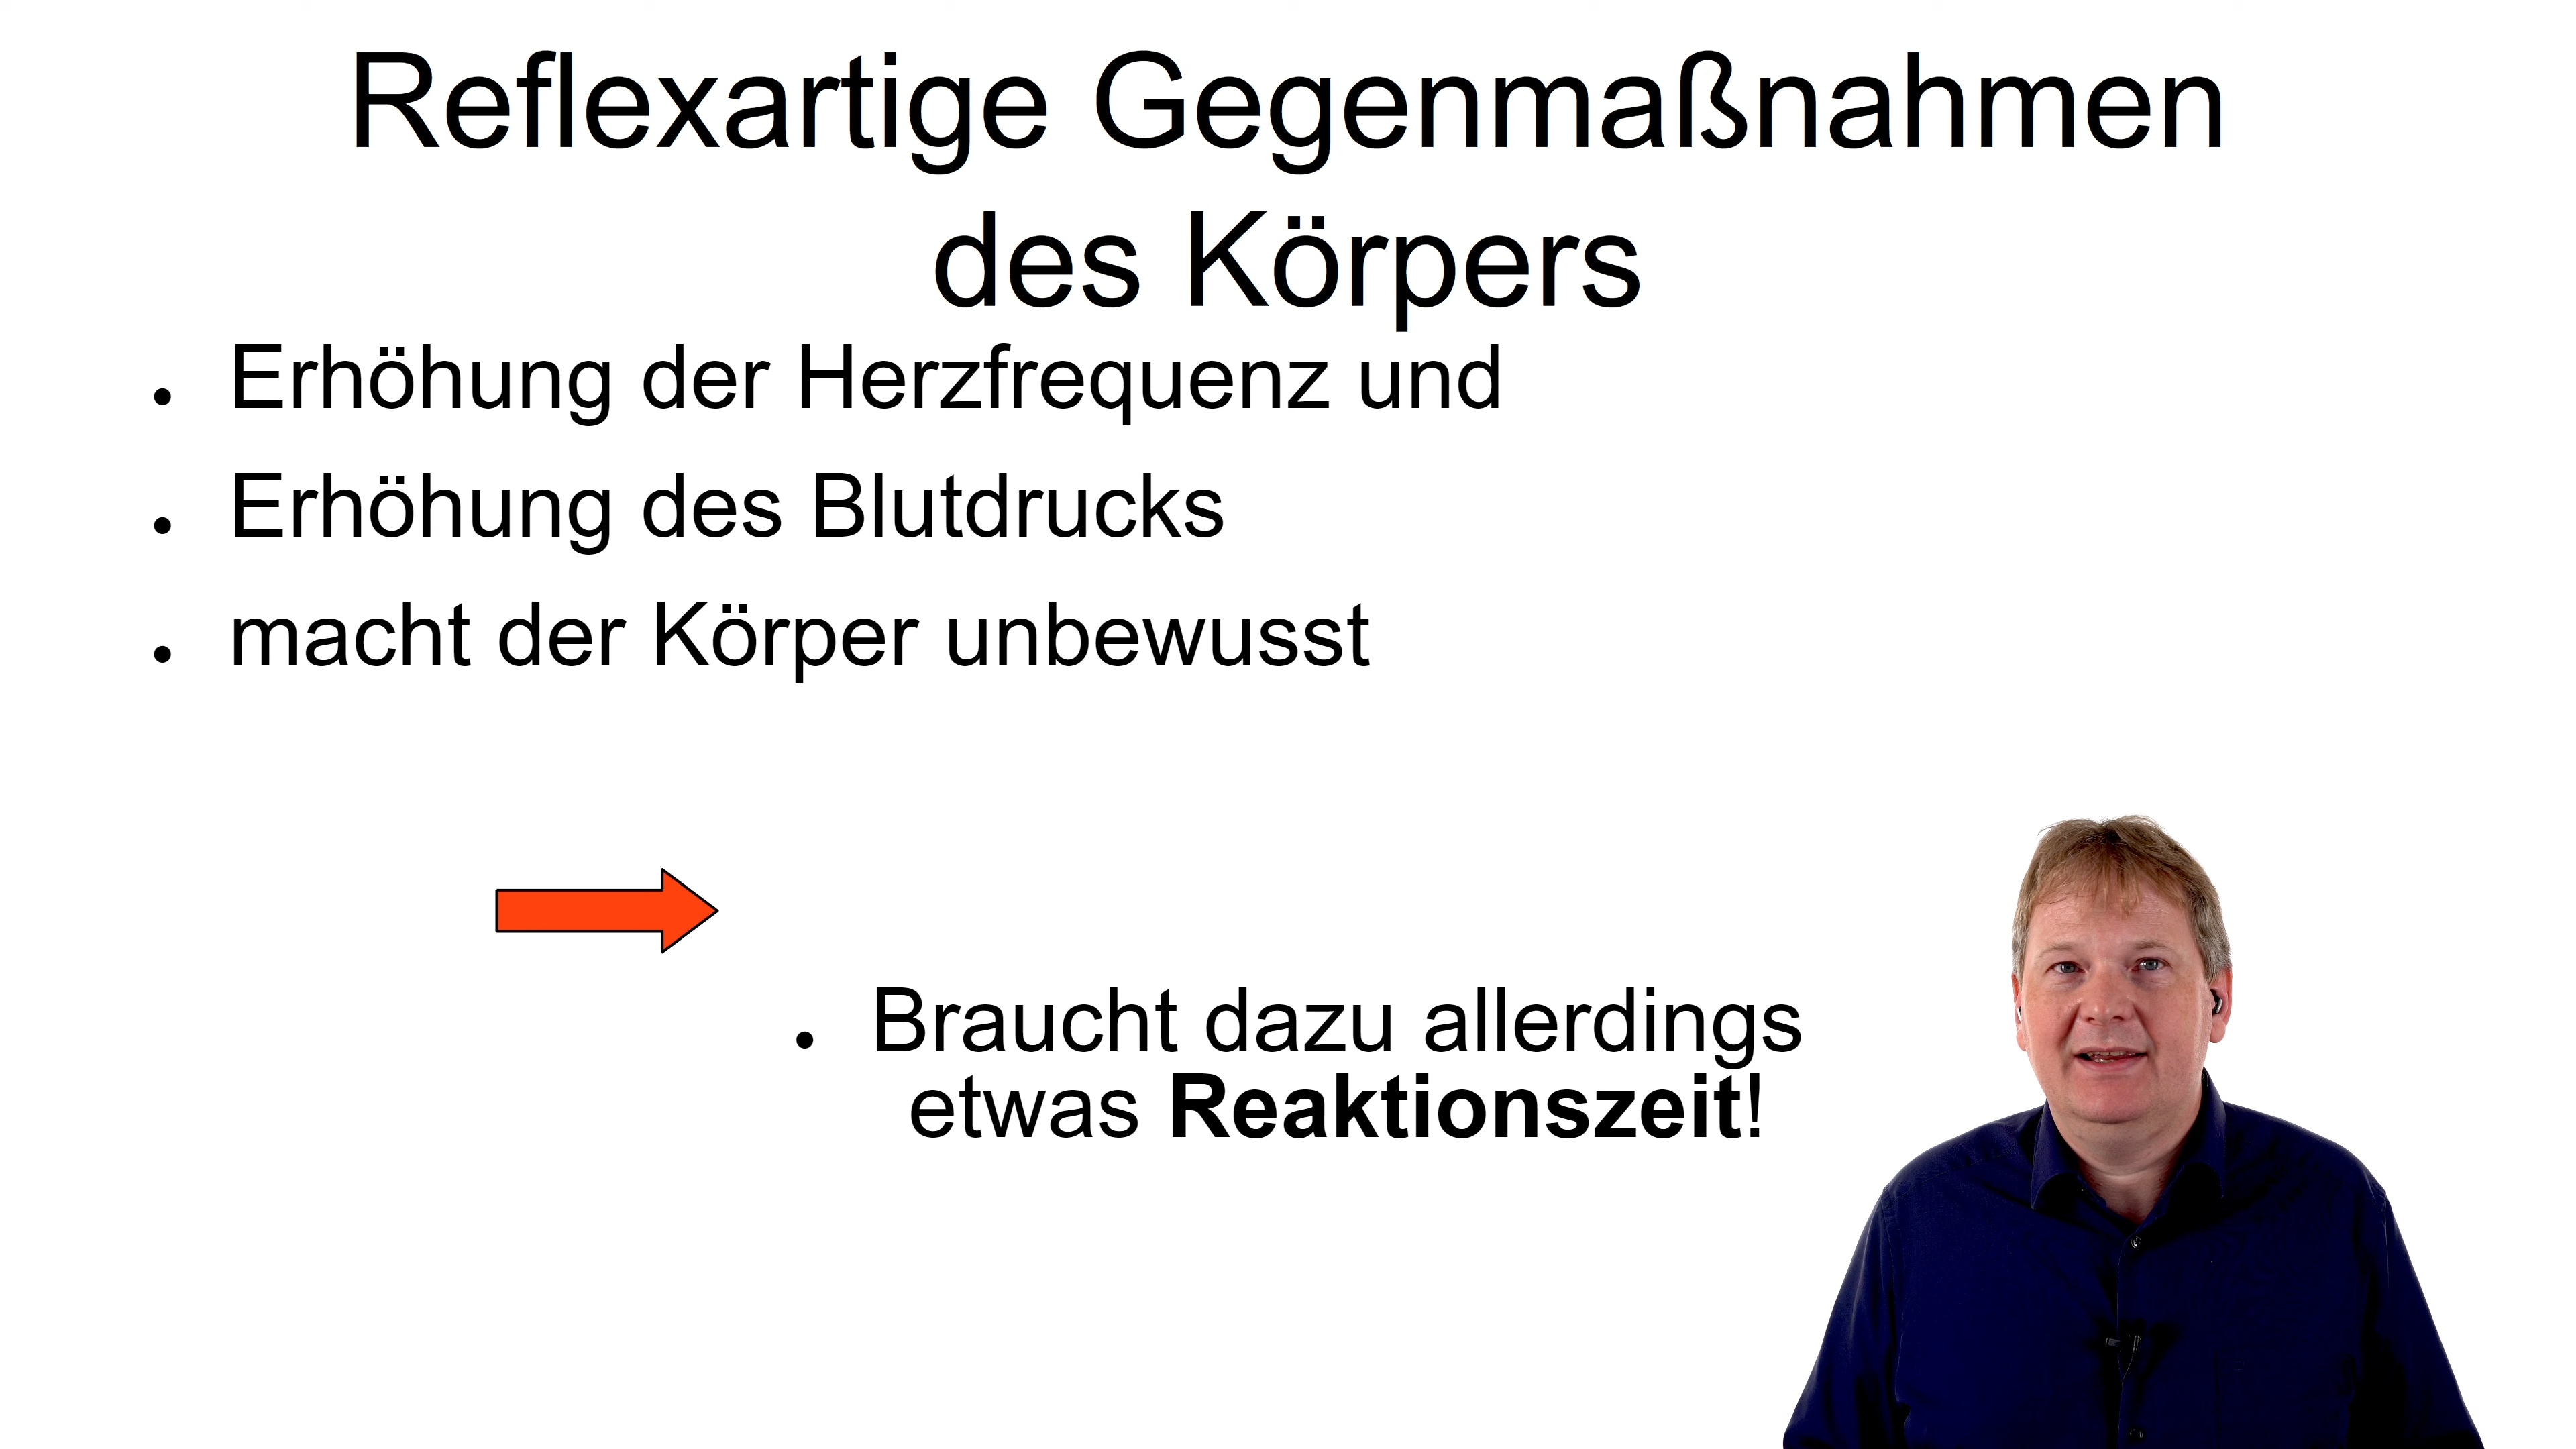 Reflexartige Gegenmaßnahmen
des Körpers
• Erhöhung der Herzfrequenz und
• Erhöhung des Blutdrucks
• macht der Körper unbewusst
• Braucht dazu allerdings
etwas Reaktionszeit!